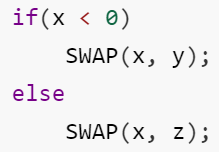 if(x < 0)
    SWAP(x, y);
else
    SWAP(x, z);